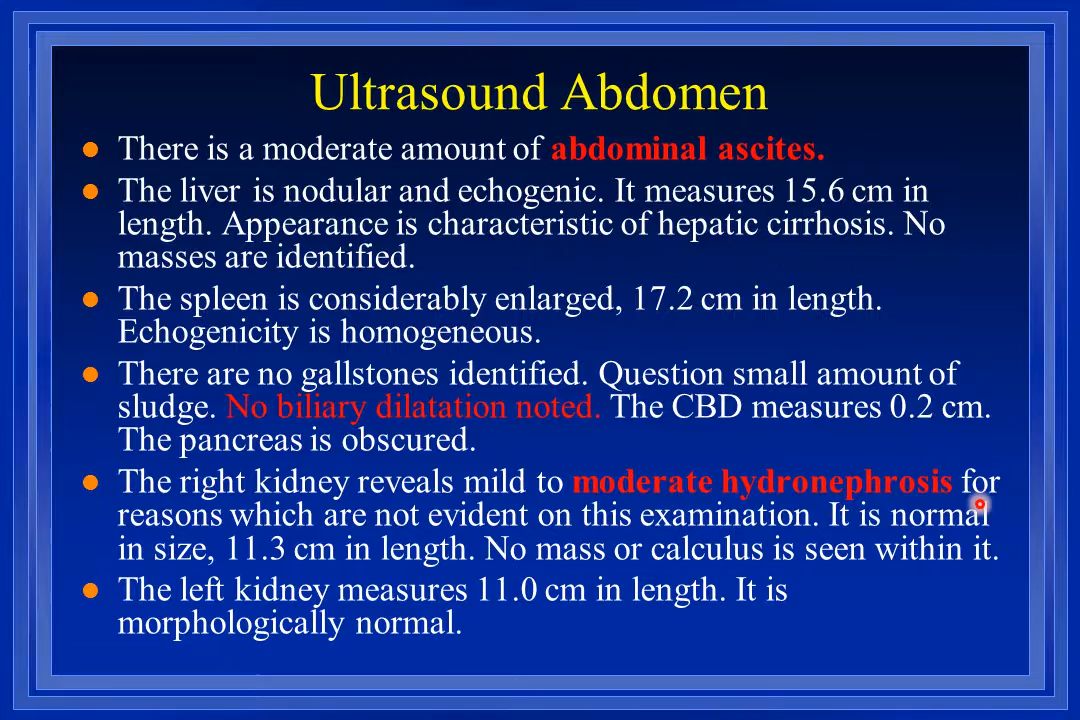 Ultrasound Abdomen
There is a moderate amount of abdominal ascites.
The liver is nodular and echogenic. It measures 15.6 cm in
length. Appearance is characteristic of hepatic cirrhosis. No
masses are identified.
The spleen is considerably enlarged, 17.2 cm in length.
Echogenicity is homogeneous.
There are no gallstones identified. Question small amount of
sludge. No biliary dilatation noted. The CBD measures 0.2 cm.
The pancreas is obscured.
The right kidney reveals mild to moderate hydronephrosis for
reasons which are not evident on this examination. It is normal
in size, 11.3 cm in length. No mass or calculus is seen within it.
The left kidney measures 11.0 cm in length. It is
morphologically normal.